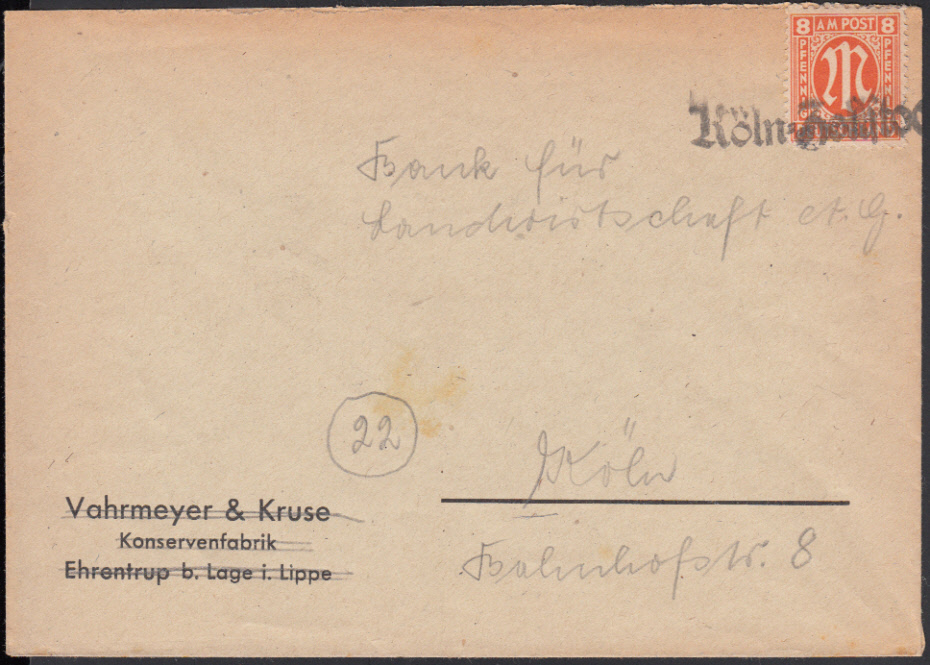 8 AM POST 8
PFENNIG PFENNIG
Köln-Zollstoc
Bank für
Landwirtschaft A. G.
22
Köln
Vahrmeyer & Kruse
Konservenfabrik
Ehrentrup b. Lage i. Lippe
Bahnhofstr. 8